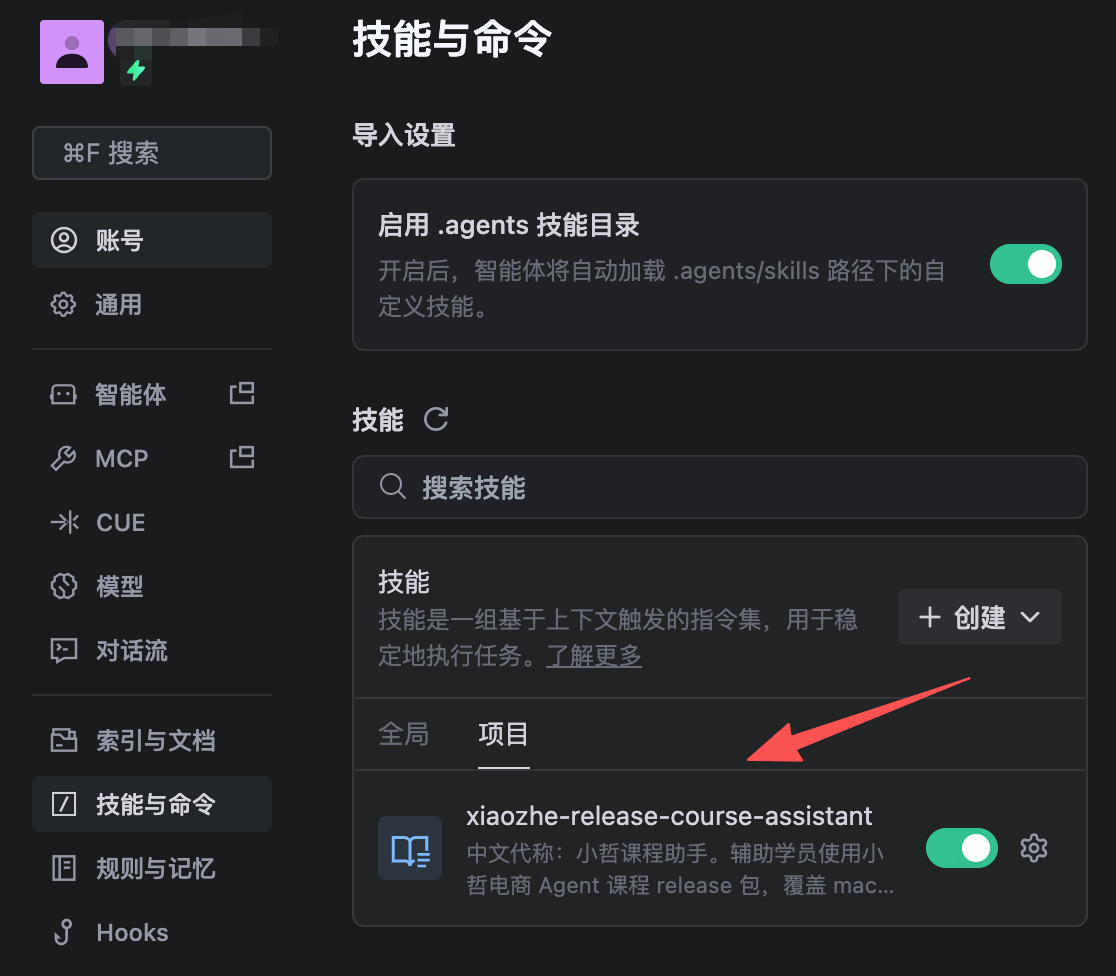 技能与命令
⌘F 搜索
账号
通用
智能体
MCP
CUE
模型
对话流
索引与文档
技能与命令
规则与记忆
Hooks
导入设置
启用 .agents 技能目录
开启后，智能体将自动加载 .agents/skills 路径下的自
定义技能。
技能
搜索技能
技能
技能是一组基于上下文触发的指令集，用于稳
定地执行任务。了解更多
创建
全局 项目
xiaozhe-release-course-assistant
中文代称：小哲课程助手。辅助学员使用小
哲电商 Agent 课程 release 包，覆盖 mac...